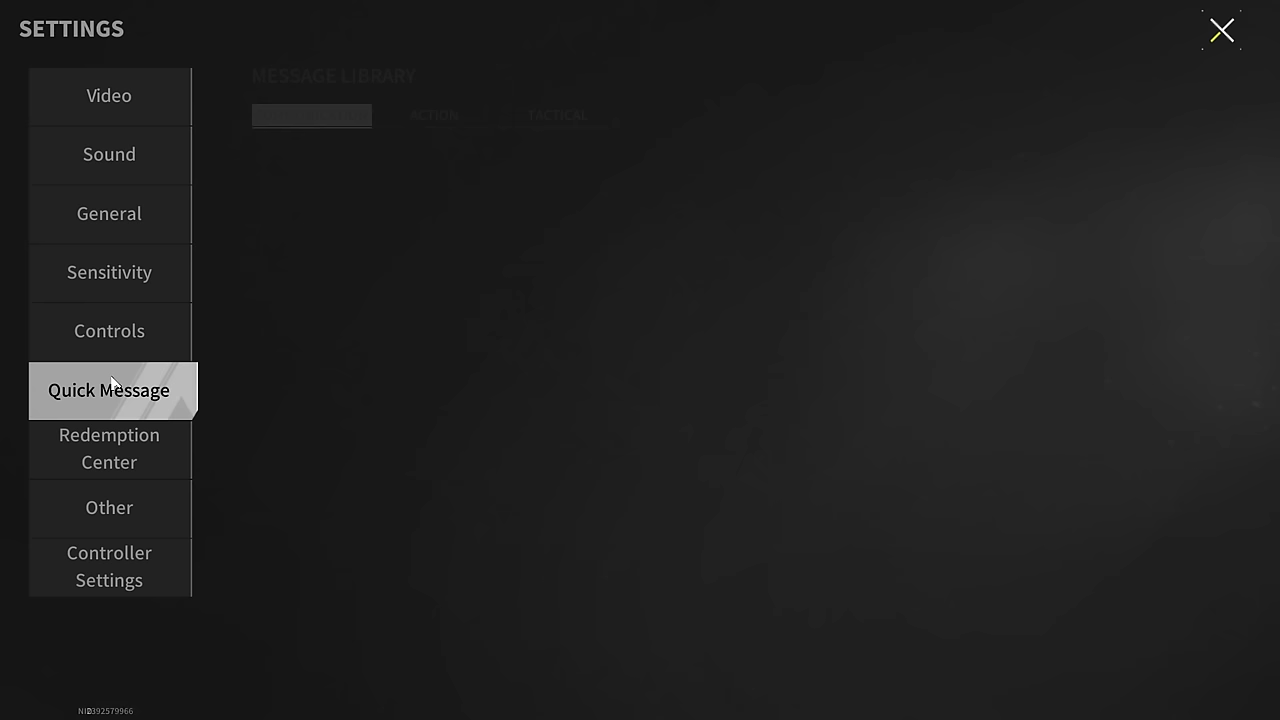 SETTINGS
Video
Sound
General
Sensitivity
Controls
Quick Message
Redemption
Center
Other
Controller
Settings
MESSAGE LIBRARY
ACTION
TACTICAL